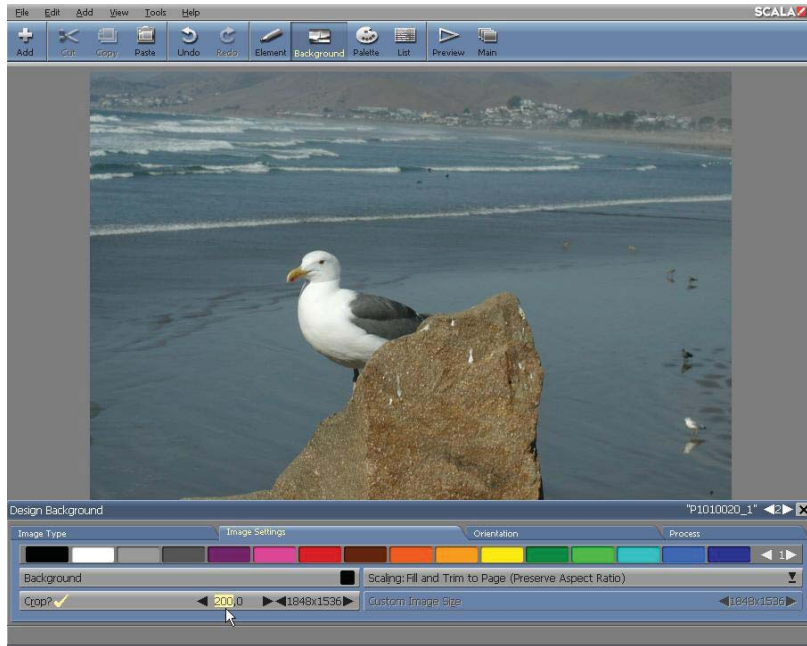 File Edit Add View Tools Help SCALA
Add Cut Copy Paste Undo Redo Element Background Palette List Preview Main
Design Background "P1010020_1" 2
Image Type Image Settings Orientation Process
1
Background Scaling: Fill and Trim to Page (Preserve Aspect Ratio)
Crop? 200,0 1848x1536 Custom Image Size 1848x1536